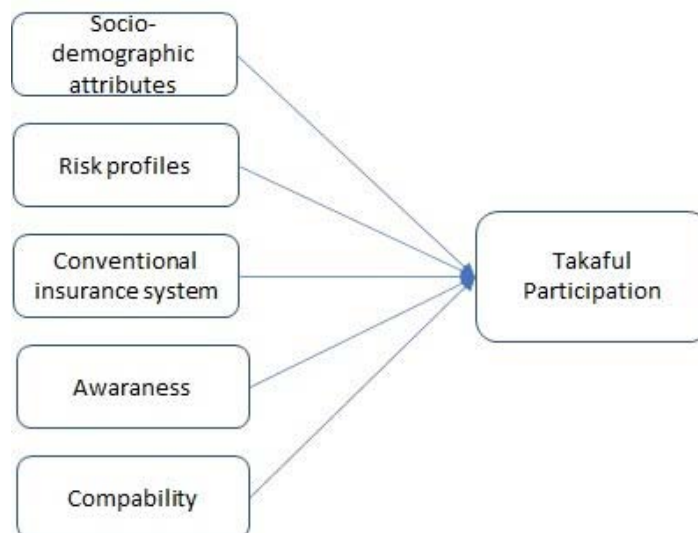 Socio-
demographic
attributes
Risk profiles
Conventional
insurance system
Awaraness
Compability
Takaful
Participation